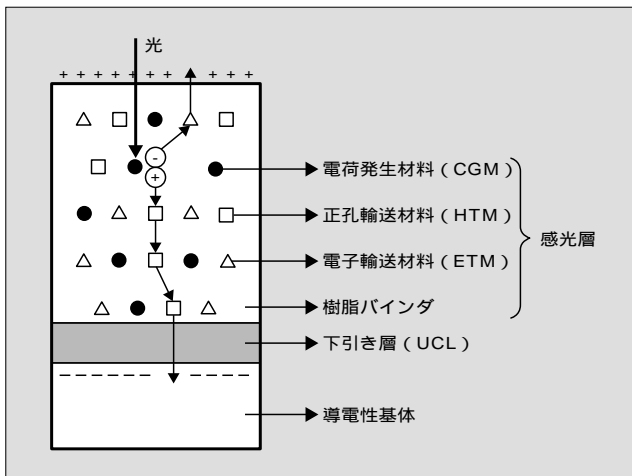 光
+ + + + + + + + + + +
-
+
電荷発生材料（CGM）
正孔輸送材料（HTM）
電子輸送材料（ETM）
樹脂バインダ
感光層
下引き層（UCL）
導電性基体